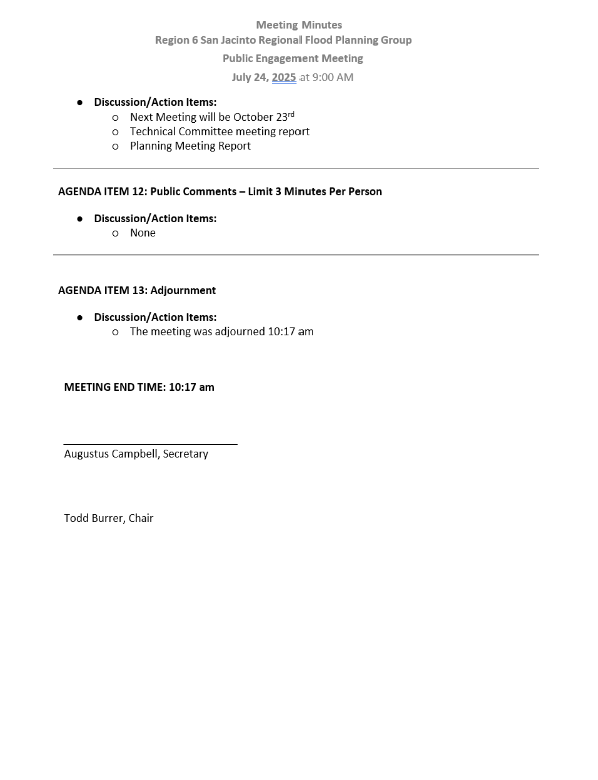 Meeting Minutes
Region 6 San Jacinto Regional Flood Planning Group
Public Engagement Meeting
July 24, 2025 at 9:00 AM
● Discussion/Action Items:
o Next Meeting will be October 23rd
o Technical Committee meeting report
o Planning Meeting Report
AGENDA ITEM 12: Public Comments – Limit 3 Minutes Per Person
● Discussion/Action Items:
o None
AGENDA ITEM 13: Adjournment
● Discussion/Action Items:
o The meeting was adjourned 10:17 am
MEETING END TIME: 10:17 am
Augustus Campbell, Secretary
Todd Burrer, Chair